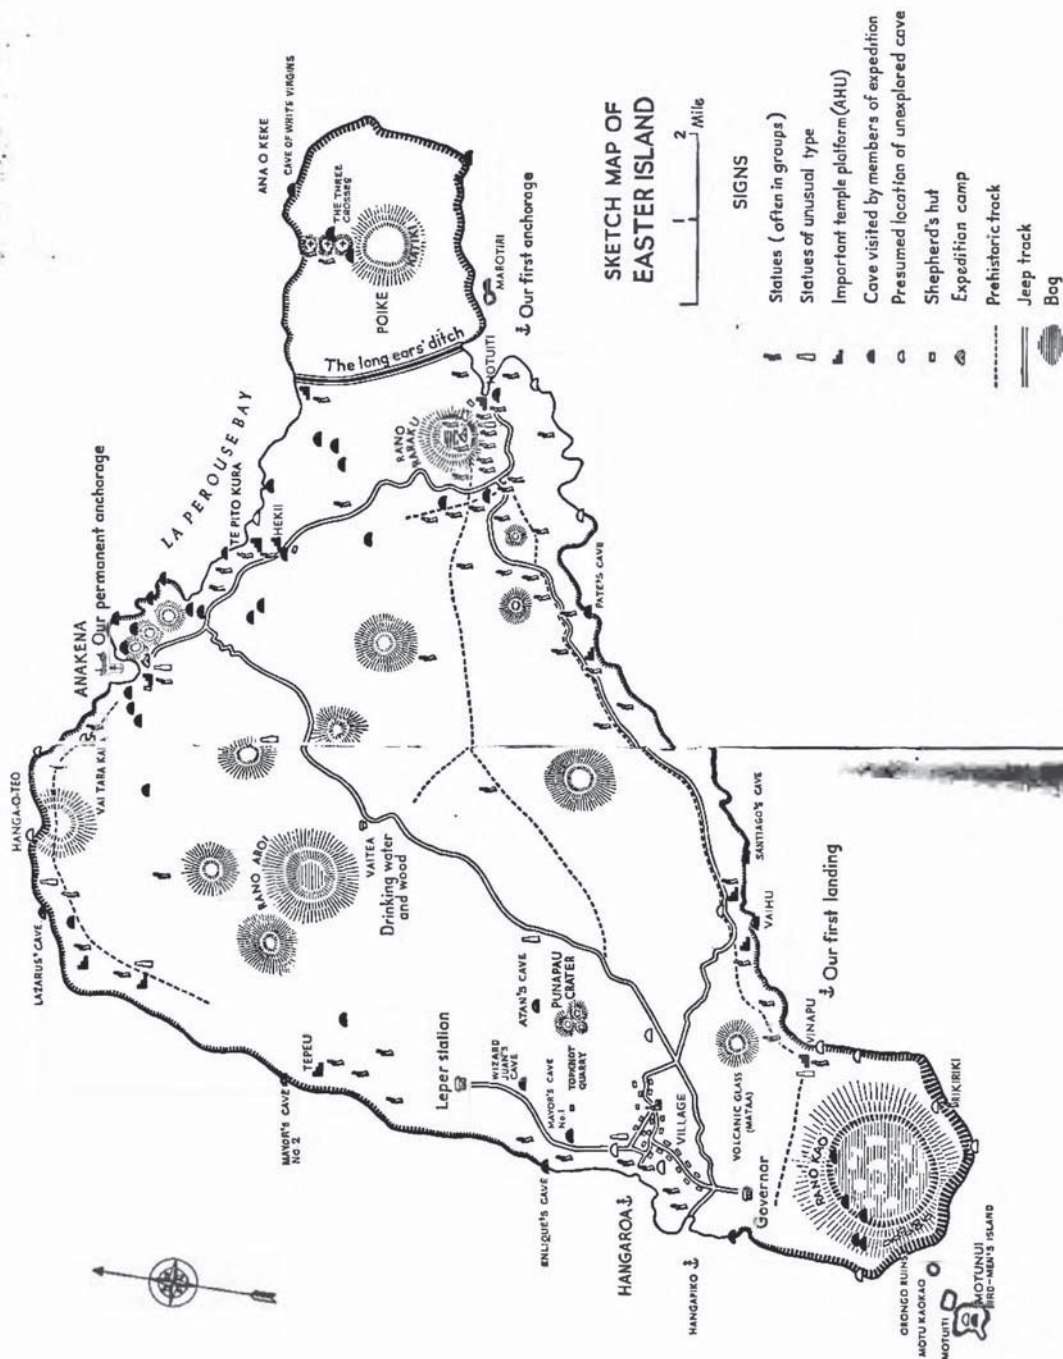 SKETCH MAP OF
EASTER ISLAND
1
2
Mile
SIGNS
Statues (often in groups)
Statues of unusual type
Important temple platform (AHU)
Cave visited by members of expedition
Presumed location of unexplored cave
Shepherd's hut
Expedition camp
Prehistoric track
Jeep track
Bog
ANA O KEKE
CAVE OF WHITE VIRGINS
THE THREE
CROSSES
POIKE
KATIKI
The long ears' ditch
MAROTIRI
Our first anchorage
MOTUITI
RANO
RARAKU
LA PEROUSE BAY
TE PITO KURA
HEKII
Our permanent anchorage
ANAKENA
VAI TARA KAI
HANGA-O-TEO
LAZARUS' CAVE
RANO AROI
VAITEA
Drinking water
and wood
PATE'S CAVE
SANTIAGO'S CAVE
VAIHU
Our first landing
VINAPU
TEPEU
MAYOR'S CAVE
No 2
Leper station
WIZARD
JUAN'S
CAVE
ATAN'S CAVE
PUNAPAU
CRATER
TOPKNOT
QUARRY
MAYOR'S CAVE
No.1
ENLIQUE'S CAVE
HANGAROA
VILLAGE
VOLCANIC GLASS
(MATAA)
Governor
HANGAPIKO
RANO KAO
RIKIRIKI
ORONGO RUINS
MOTU KAOKAO
MOTUITI
MOTUNUI
BIRD-MEN'S ISLAND